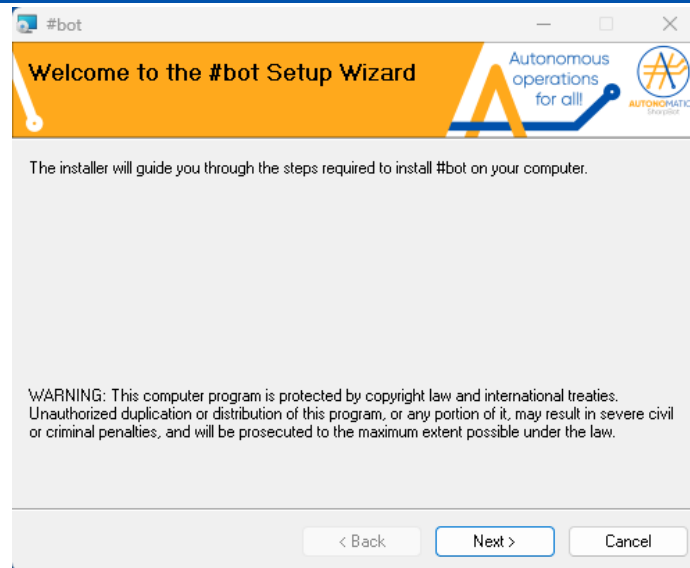 #bot
Welcome to the #bot Setup Wizard
Autonomous
operations
for all!
AUTONOMATIC
SharpBot
The installer will guide you through the steps required to install #bot on your computer.
WARNING: This computer program is protected by copyright law and international treaties.
Unauthorized duplication or distribution of this program, or any portion of it, may result in severe civil
or criminal penalties, and will be prosecuted to the maximum extent possible under the law.
< Back
Next >
Cancel